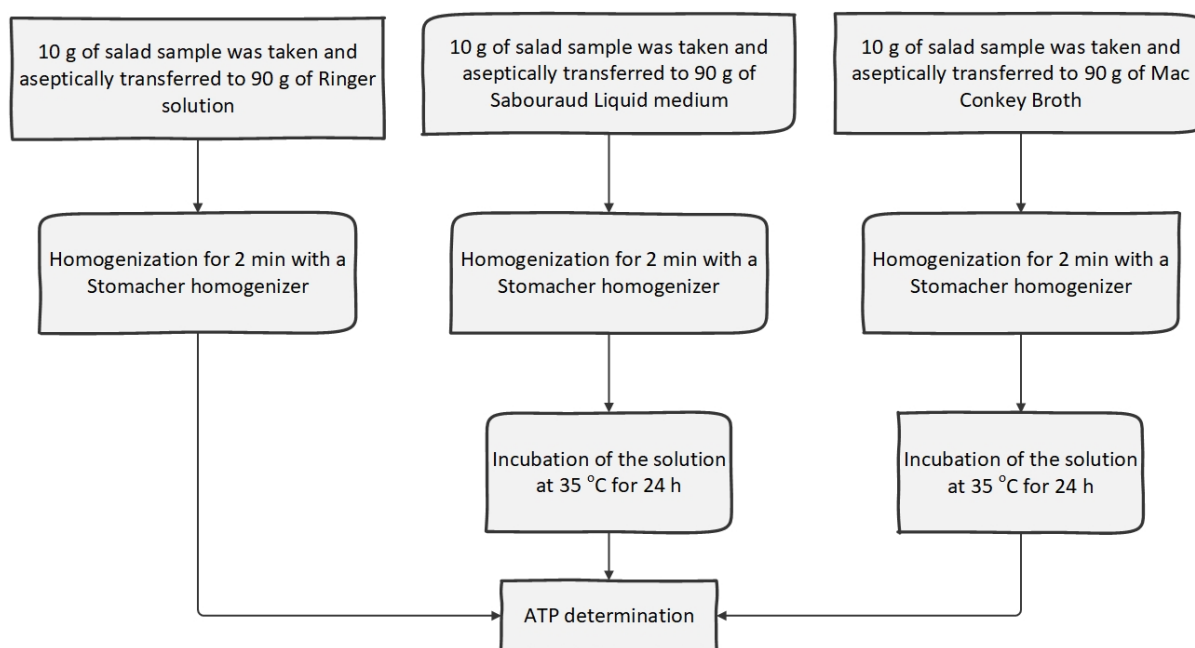 10 g of salad sample was taken and
aseptically transferred to 90 g of Ringer
solution
10 g of salad sample was taken and
aseptically transferred to 90 g of
Sabouraud Liquid medium
10 g of salad sample was taken and
aseptically transferred to 90 g of Mac
Conkey Broth
Homogenization for 2 min with a
Stomacher homogenizer
Homogenization for 2 min with a
Stomacher homogenizer
Homogenization for 2 min with a
Stomacher homogenizer
Incubation of the solution
at 35 °C for 24 h
Incubation of the solution
at 35 °C for 24 h
ATP determination